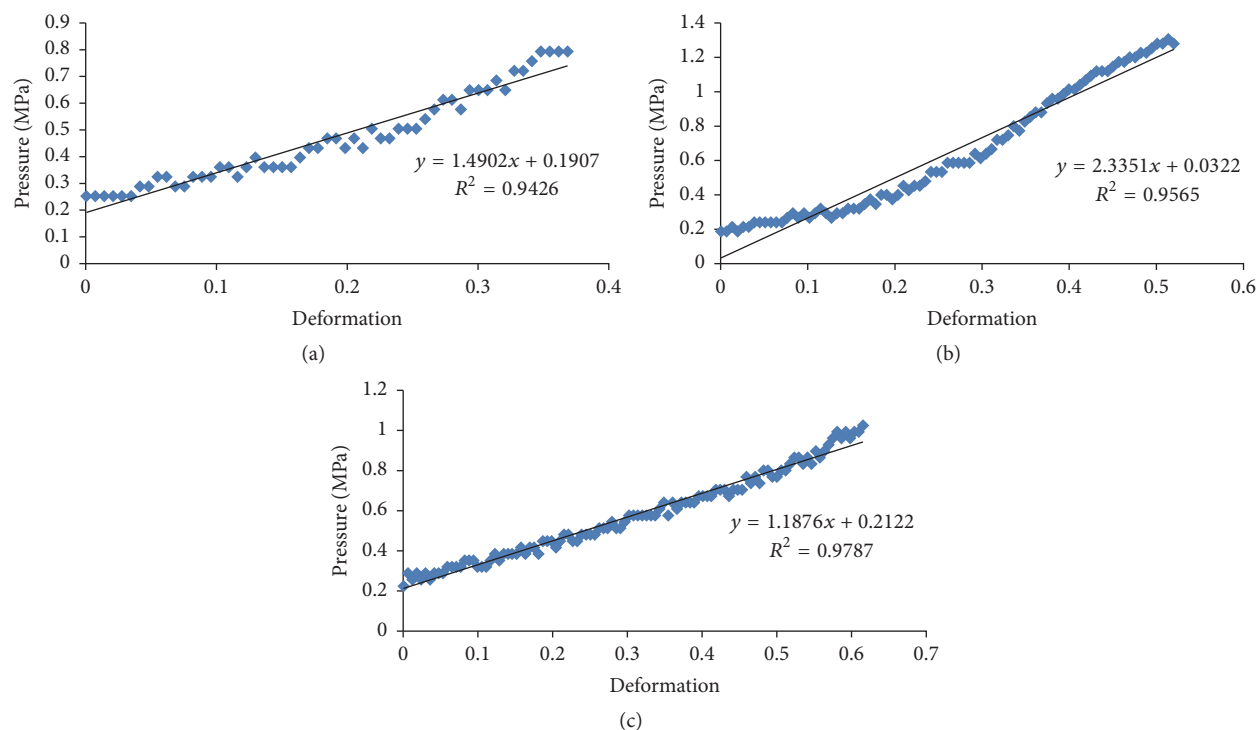 0.9
0.8
0.7
0.6
0.5
0.4
0.3
0.2
0.1
0
Pressure (MPa)
y = 1.4902x + 0.1907
R² = 0.9426
0 0.1 0.2 0.3 0.4
Deformation
(a)
1.4
1.2
1
0.8
0.6
0.4
0.2
0
Pressure (MPa)
y = 2.3351x + 0.0322
R² = 0.9565
0 0.1 0.2 0.3 0.4 0.5 0.6
Deformation
(b)
1.2
1
0.8
0.6
0.4
0.2
0
Pressure (MPa)
y = 1.1876x + 0.2122
R² = 0.9787
0 0.1 0.2 0.3 0.4 0.5 0.6 0.7
Deformation
(c)